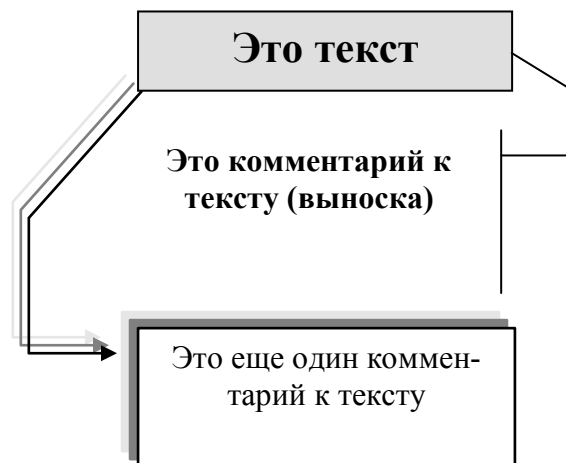 Это текст
Это комментарий к
тексту (выноска)
Это еще один коммен-
тарий к тексту